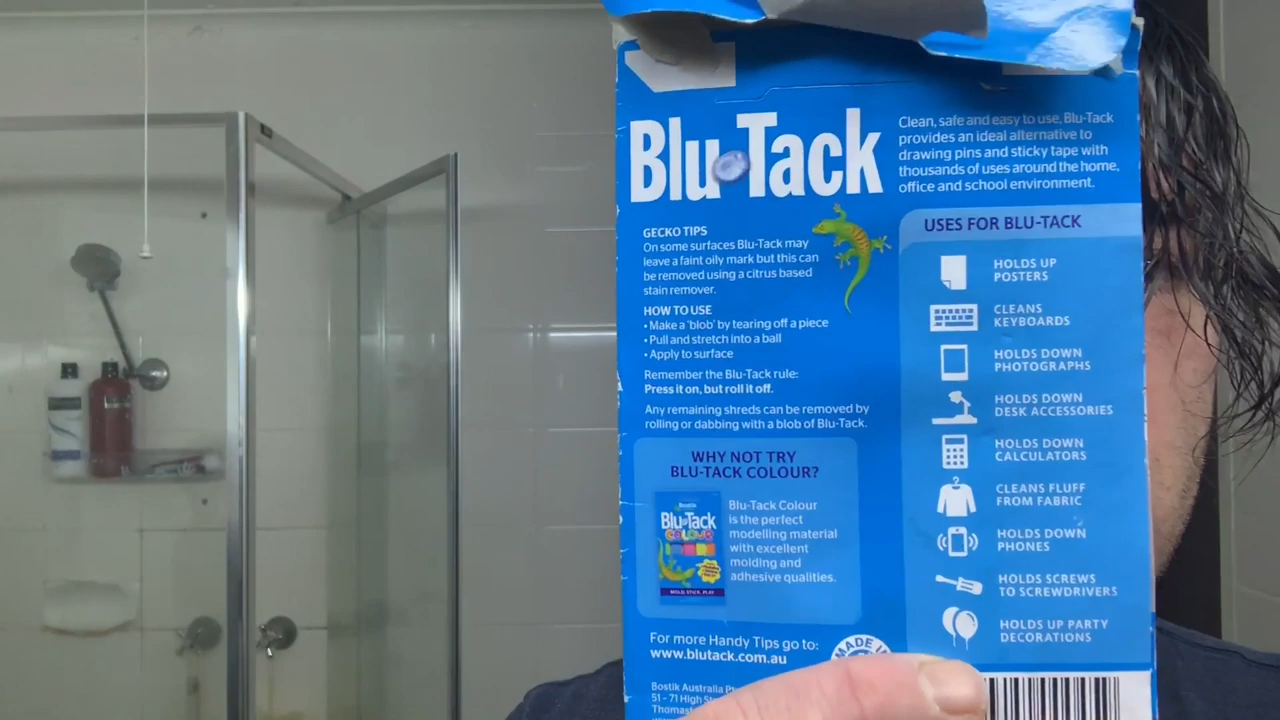 Blu Tack
Clean, safe and easy to use, Blu-Tack
provides an ideal alternative to
drawing pins and sticky tape with
thousands of uses around the home,
office and school environment.
GECKO TIPS
On some surfaces Blu-Tack may
leave a faint oily mark but this can
be removed using a citrus based
stain remover.
HOW TO USE
• Make a 'blob' by tearing off a piece
• Pull and stretch into a ball
• Apply to surface
Remember the Blu-Tack rule:
Press it on, but roll it off.
Any remaining shreds can be removed by
rolling or dabbing with a blob of Blu-Tack.
WHY NOT TRY
BLU-TACK COLOUR?
Bostik
Blu Tack
COLOUR
MOLD, STICK, PLAY
Blu-Tack Colour
is the perfect
modelling material
with excellent
molding and
adhesive qualities.
For more Handy Tips go to:
www.blutack.com.au
MADE
Bostik Australia
51 - 71 High
USES FOR BLU-TACK
HOLDS UP
POSTERS
CLEANS
KEYBOARDS
HOLDS DOWN
PHOTOGRAPHS
HOLDS DOWN
DESK ACCESSORIES
HOLDS DOWN
CALCULATORS
CLEANS FLUFF
FROM FABRIC
HOLDS DOWN
PHONES
HOLDS SCREWS
TO SCREWDRIVERS
HOLDS UP PARTY
DECORATIONS